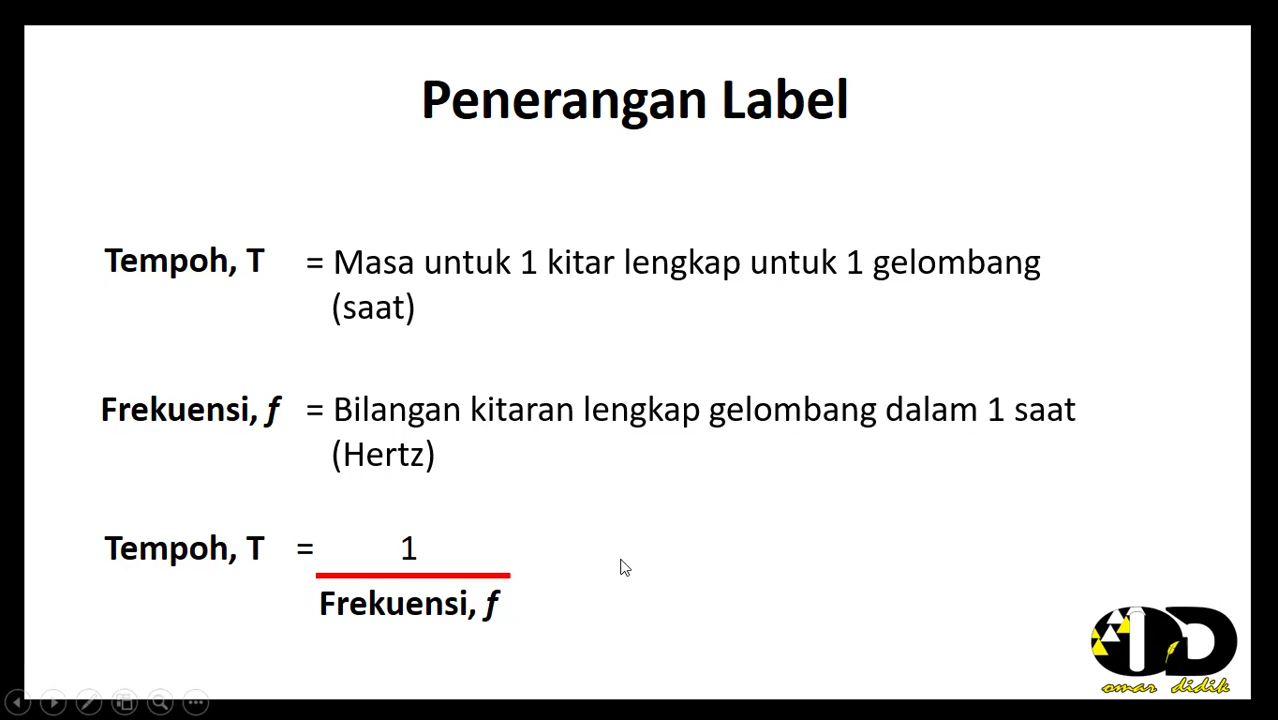 Penerangan Label
Tempoh, T = Masa untuk 1 kitar lengkap untuk 1 gelombang
(saat)
Frekuensi, f = Bilangan kitaran lengkap gelombang dalam 1 saat
(Hertz)
Tempoh, T = 1
Frekuensi, f
OD
omar didik